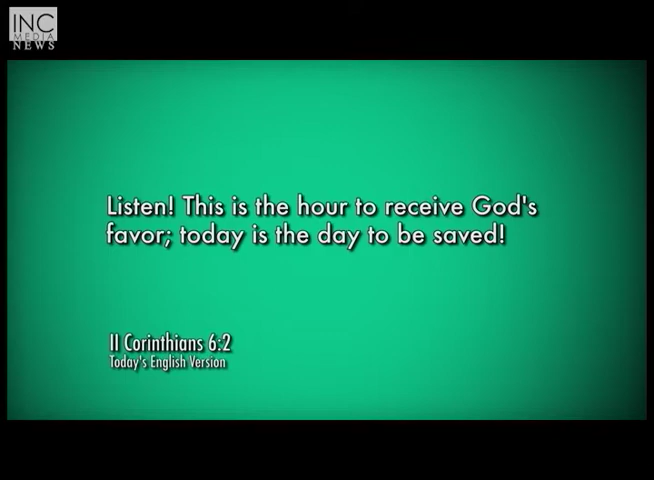 INC
MEDIA
NEWS
Listen! This is the hour to receive God's
favor; today is the day to be saved!
II Corinthians 6:2
Today's English Version